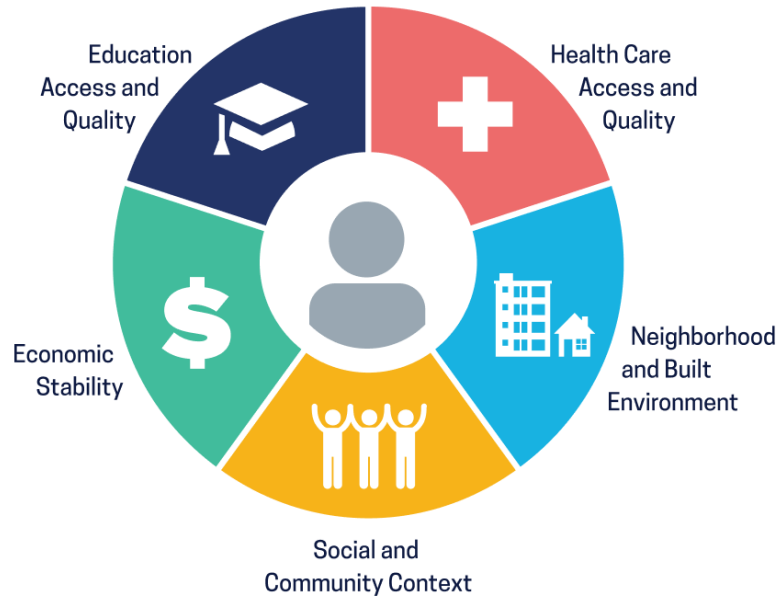 Education
Access and
Quality
Health Care
Access and
Quality
Economic
Stability
Neighborhood
and Built
Environment
Social and
Community Context
$